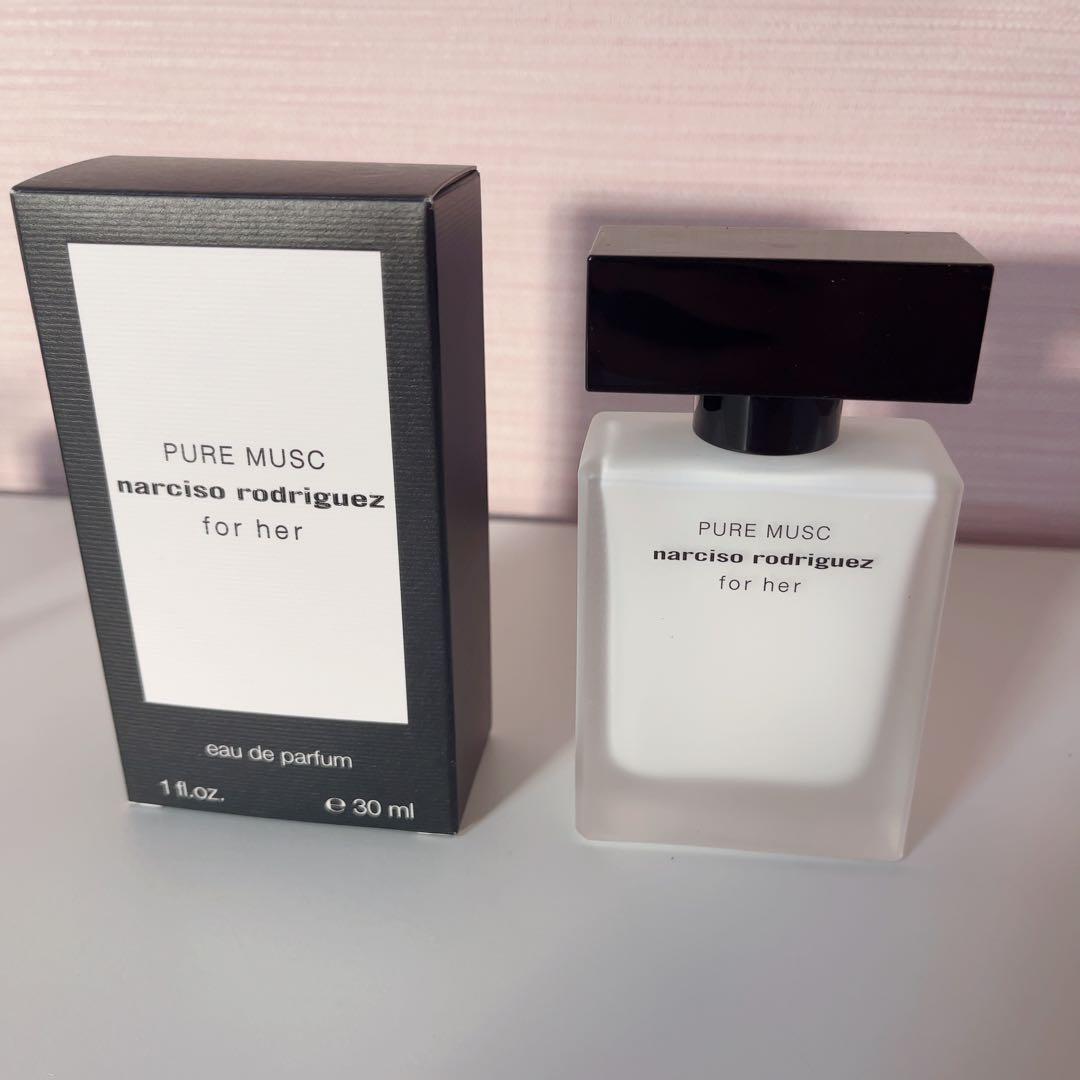 PURE MUSC
narciso rodriguez
for her
eau de parfum
1 fl.oz.
℮ 30 ml
PURE MUSC
narciso rodriguez
for her